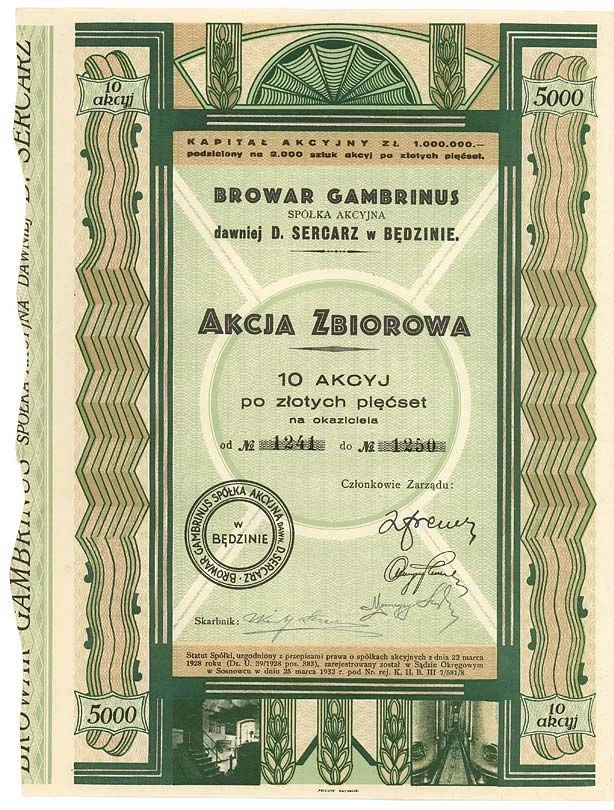 10 akcyj
5000
KAPITAŁ AKCYJNY ZŁ. 1.000.000.—
podzielony na 2.000 sztuk akcyj po złotych pięćset.
BROWAR GAMBRINUS
SPÓŁKA AKCYJNA
dawniej D. SERCARZ w BĘDZINIE.
AKCJA ZBIOROWA
10 AKCYJ
po złotych pięćset
na okaziciela
od № 1241 do № 1250
Członkowie Zarządu:
BROWAR GAMBRINUS SPÓŁKA AKCYJNA DAWN. D. SERCARZ
w
BĘDZINIE
Skarbnik:
Statut Spółki, urgodniony z przepisami prawa o spółkach akcyjnych z dnia 22 marca
1928 roku (Dz. U. 39/1928 poz. 383), zarejestrowany został w Sądzie Okręgowym
w Sosnowcu w dniu 25 marca 1932 r. pod Nr. rej. K. H. B. III 7/581/8
5000
10 akcyj
BROWAR GAMBRINUS SPÓŁKA AKCYJNA DAWNIEJ D. SERCARZ